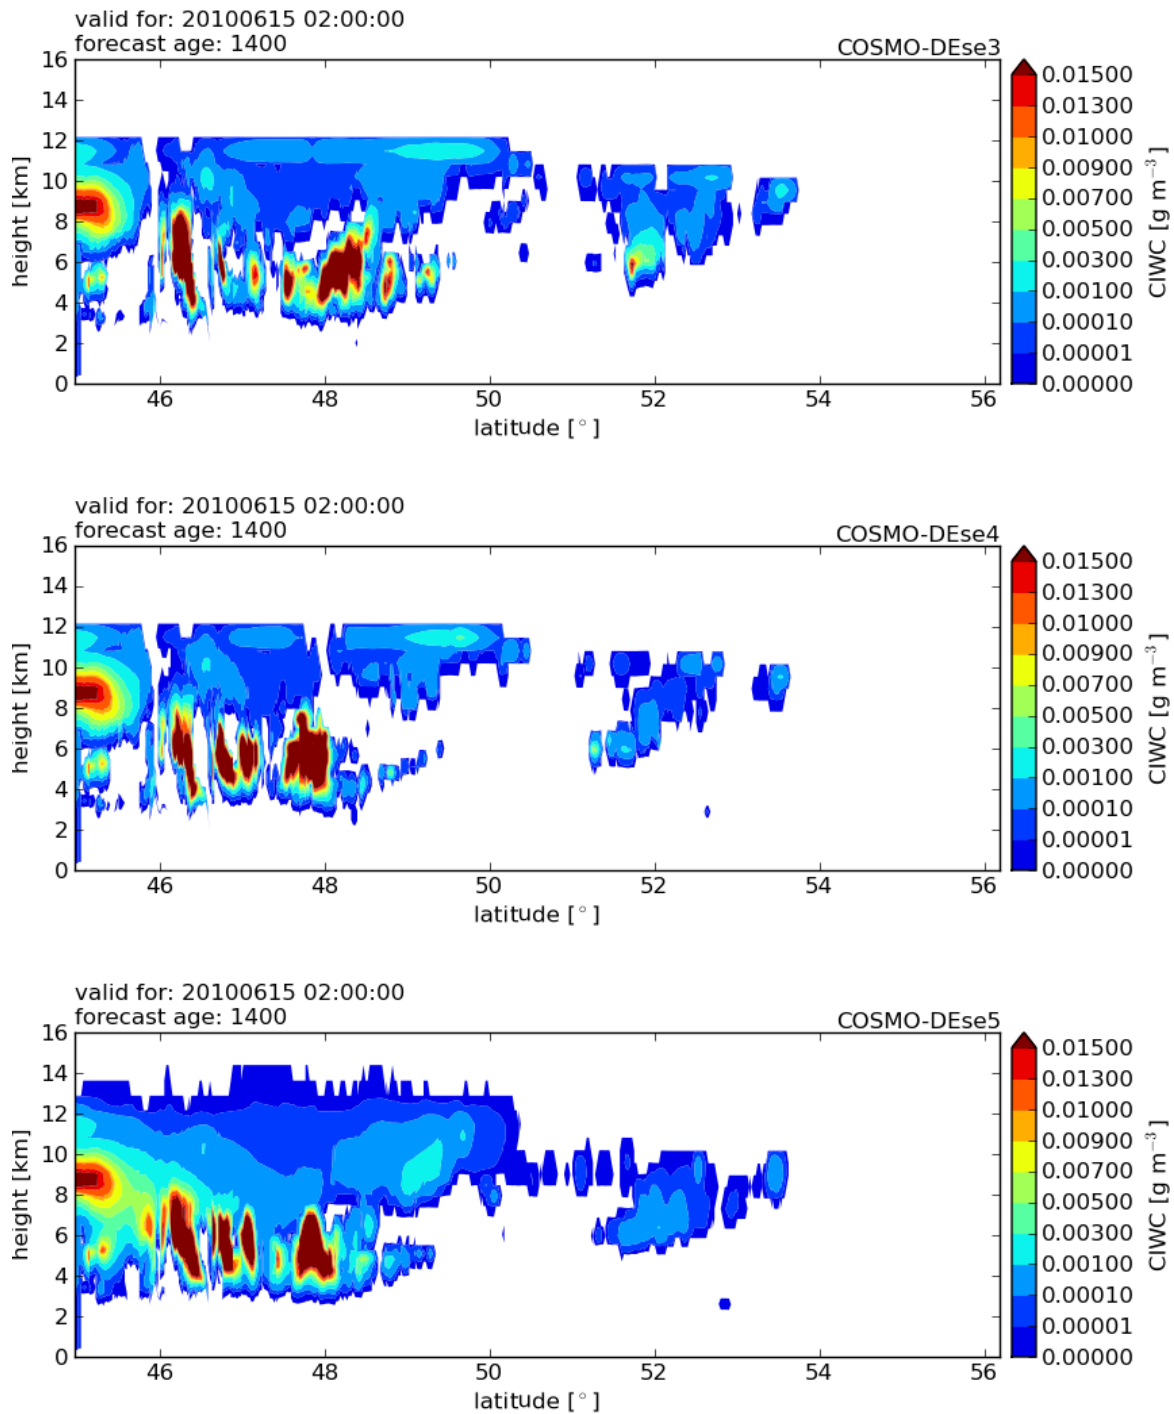 valid for: 20100615 02:00:00
forecast age: 1400
COSMO-DEse3
16
14
12
10
8
6
4
2
0
height [km]
46 48 50 52 54 56
latitude [°]
0.01500
0.01300
0.01000
0.00900
0.00700
0.00500
0.00300
0.00100
0.00010
0.00001
0.00000
CIWC [g m⁻³]
valid for: 20100615 02:00:00
forecast age: 1400
COSMO-DEse4
16
14
12
10
8
6
4
2
0
height [km]
46 48 50 52 54 56
latitude [°]
0.01500
0.01300
0.01000
0.00900
0.00700
0.00500
0.00300
0.00100
0.00010
0.00001
0.00000
CIWC [g m⁻³]
valid for: 20100615 02:00:00
forecast age: 1400
COSMO-DEse5
16
14
12
10
8
6
4
2
0
height [km]
46 48 50 52 54 56
latitude [°]
0.01500
0.01300
0.01000
0.00900
0.00700
0.00500
0.00300
0.00100
0.00010
0.00001
0.00000
CIWC [g m⁻³]